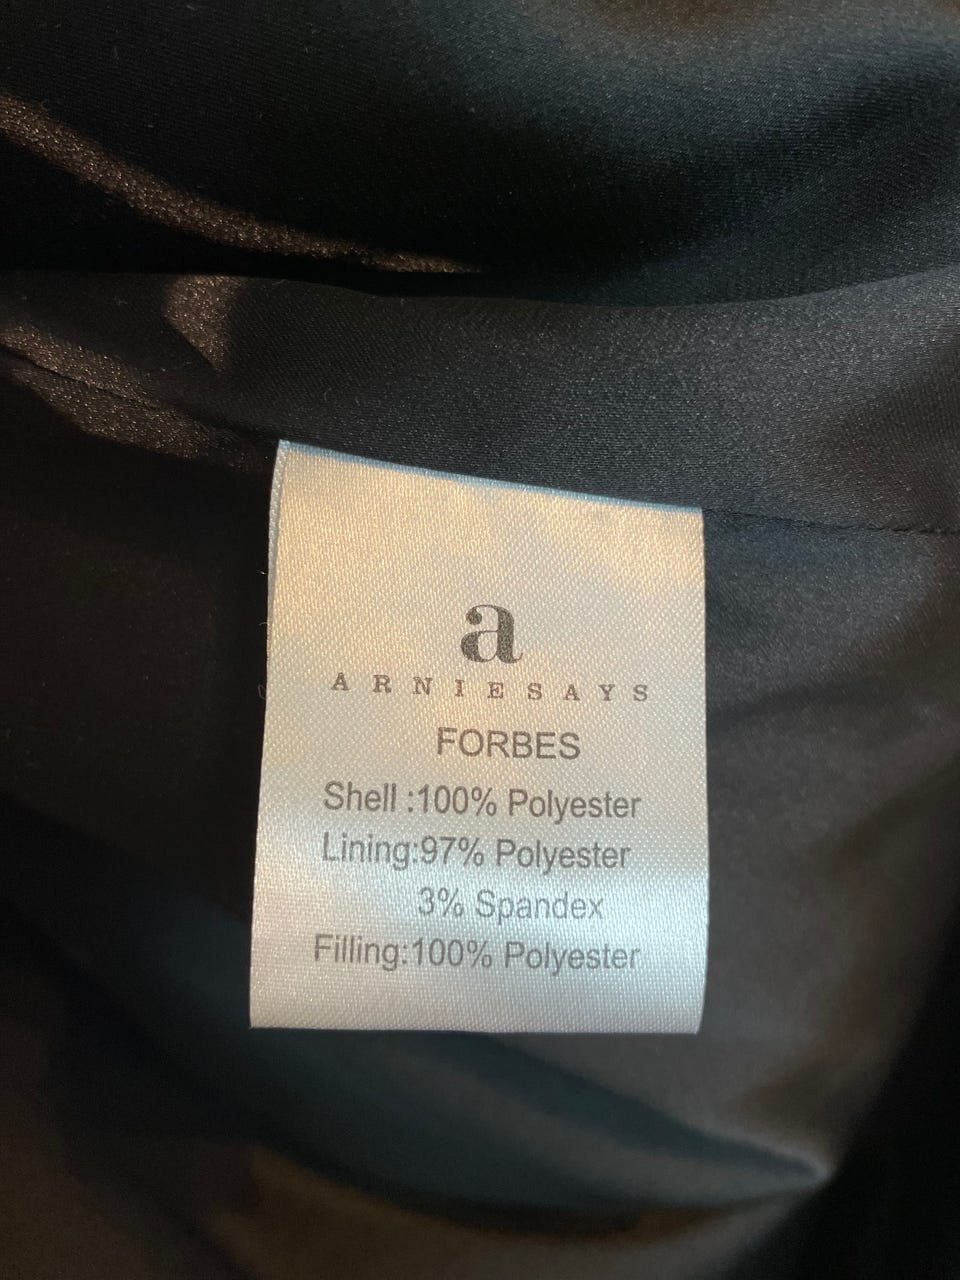 a
ARNIESAYS
FORBES
Shell :100% Polyester
Lining:97% Polyester
3% Spandex
Filling:100% Polyester